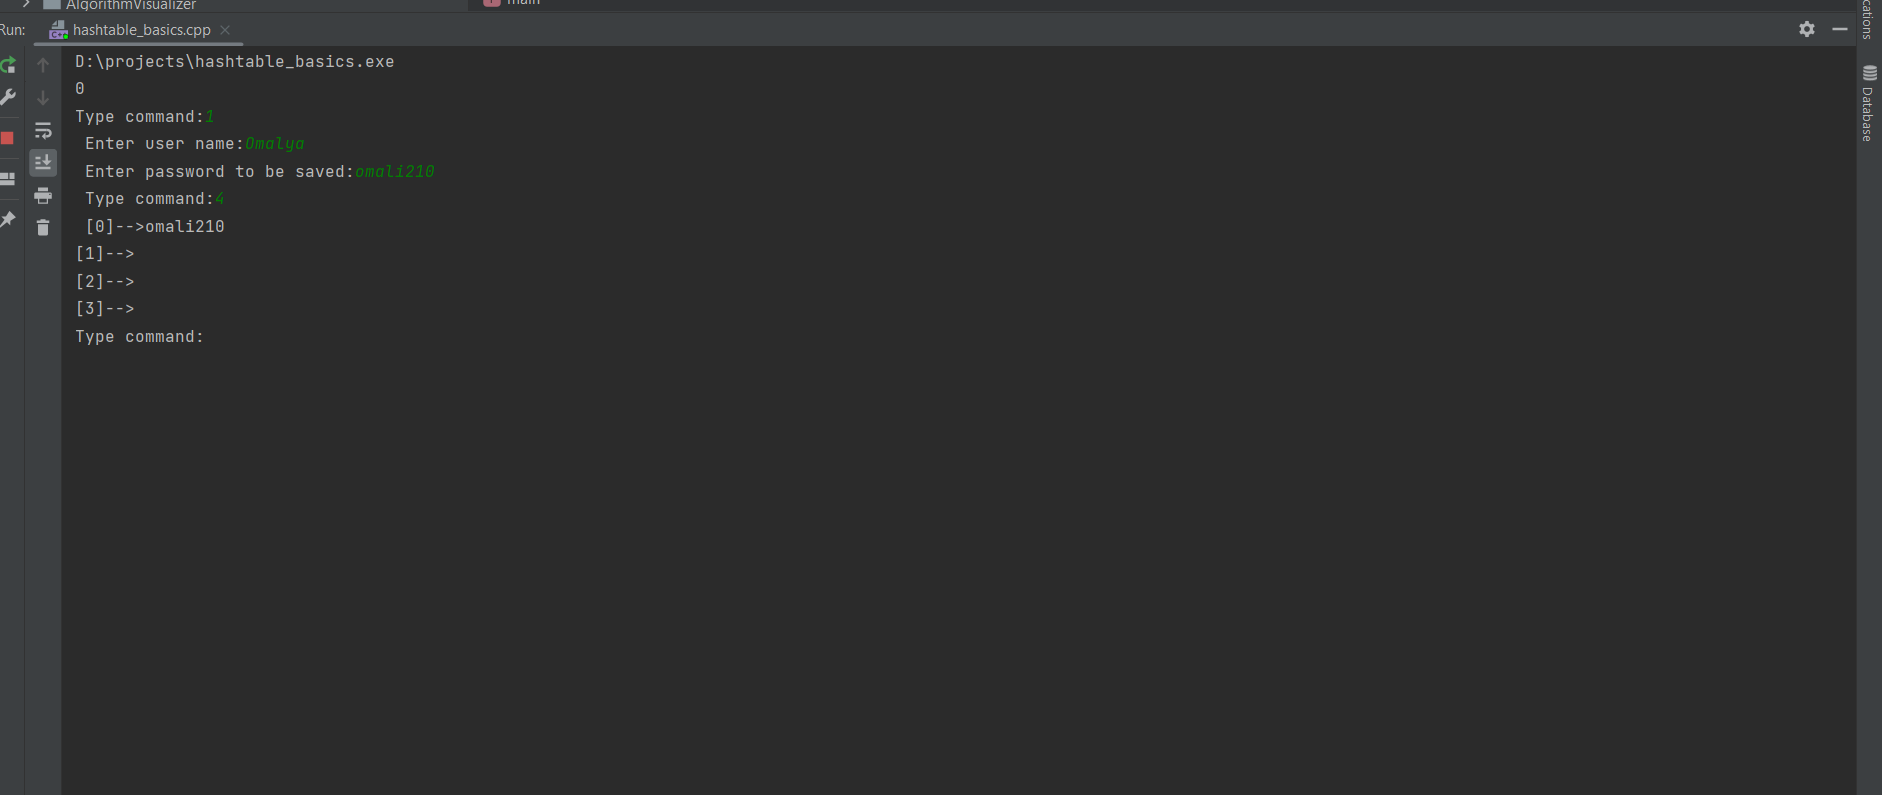 AlgorithmVisualizer
main
Run:
hashtable_basics.cpp
D:\projects\hashtable_basics.exe
0
Type command:1
Enter user name:Omalya
Enter password to be saved:omali210
Type command:4
[0]-->omali210
[1]-->
[2]-->
[3]-->
Type command:
Database